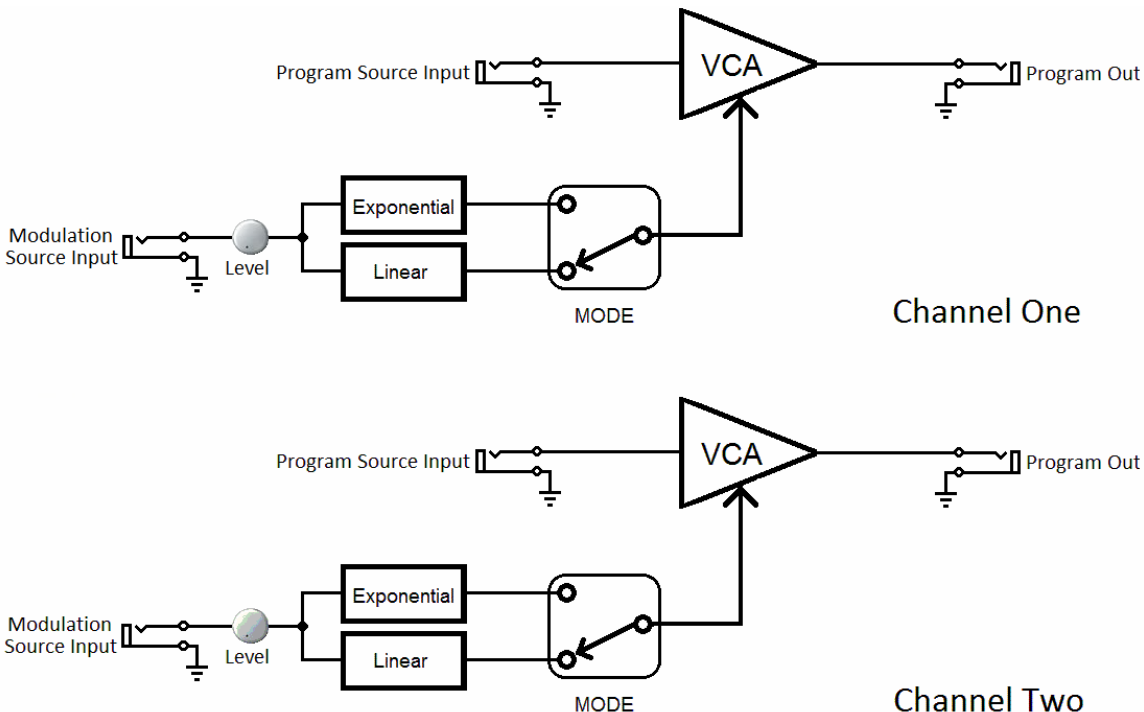 VCA
Program Source Input
Program Out
Exponential
Modulation
Source Input
Level
Linear
MODE
Channel One
VCA
Program Source Input
Program Out
Exponential
Modulation
Source Input
Level
Linear
MODE
Channel Two